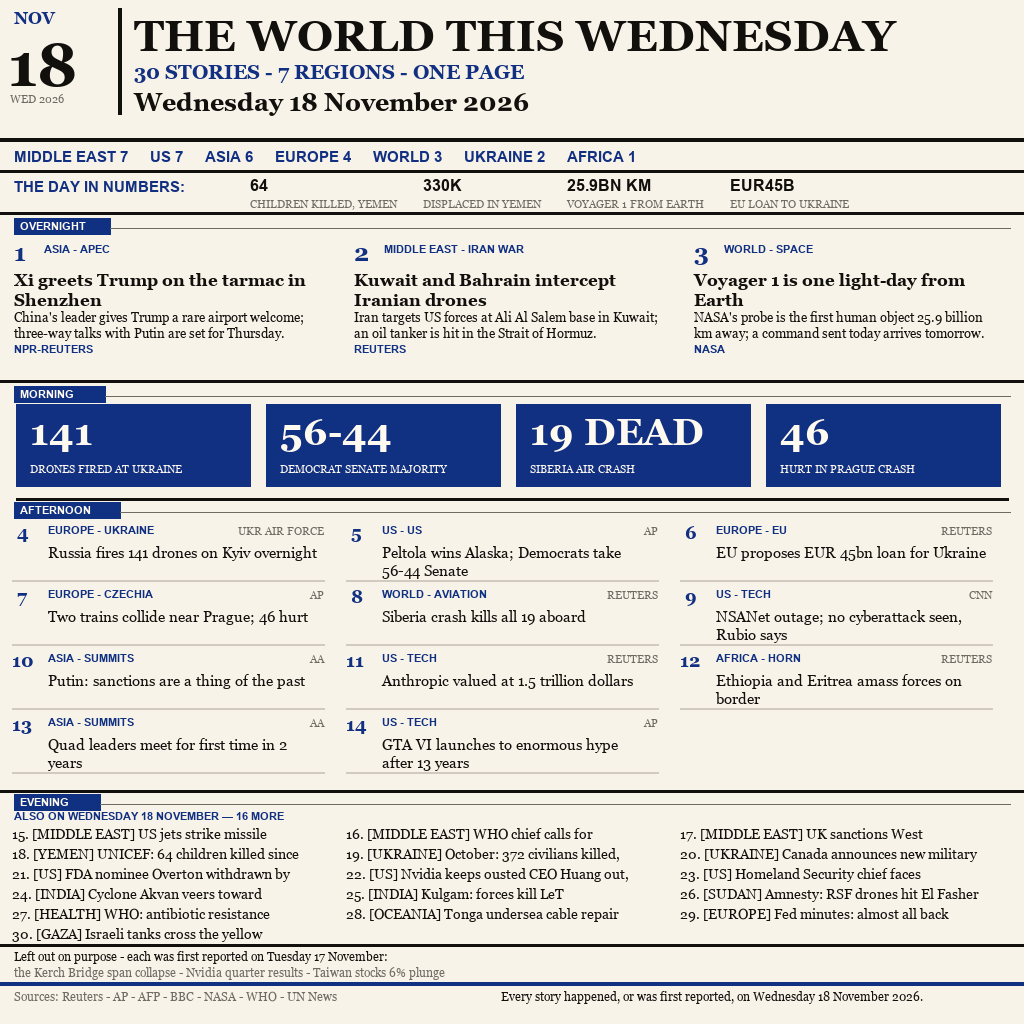 NOV
18
WED 2026
THE WORLD THIS WEDNESDAY
30 STORIES - 7 REGIONS - ONE PAGE
Wednesday 18 November 2026
MIDDLE EAST 7 US 7 ASIA 6 EUROPE 4 WORLD 3 UKRAINE 2 AFRICA 1
THE DAY IN NUMBERS:
64
CHILDREN KILLED, YEMEN
330K
DISPLACED IN YEMEN
25.9BN KM
VOYAGER 1 FROM EARTH
EUR45B
EU LOAN TO UKRAINE
OVERNIGHT
1 ASIA - APEC
Xi greets Trump on the tarmac in
Shenzhen
China's leader gives Trump a rare airport welcome;
three-way talks with Putin are set for Thursday.
NPR-REUTERS
2 MIDDLE EAST - IRAN WAR
Kuwait and Bahrain intercept
Iranian drones
Iran targets US forces at Ali Al Salem base in Kuwait;
an oil tanker is hit in the Strait of Hormuz.
REUTERS
3 WORLD - SPACE
Voyager 1 is one light-day from
Earth
NASA's probe is the first human object 25.9 billion
km away; a command sent today arrives tomorrow.
NASA
MORNING
141
DRONES FIRED AT UKRAINE
56-44
DEMOCRAT SENATE MAJORITY
19 DEAD
SIBERIA AIR CRASH
46
HURT IN PRAGUE CRASH
AFTERNOON
4 EUROPE - UKRAINE UKR AIR FORCE
Russia fires 141 drones on Kyiv overnight
5 US - US AP
Peltola wins Alaska; Democrats take
56-44 Senate
6 EUROPE - EU REUTERS
EU proposes EUR 45bn loan for Ukraine
7 EUROPE - CZECHIA AP
Two trains collide near Prague; 46 hurt
8 WORLD - AVIATION REUTERS
Siberia crash kills all 19 aboard
9 US - TECH CNN
NSANet outage; no cyberattack seen,
Rubio says
10 ASIA - SUMMITS AA
Putin: sanctions are a thing of the past
11 US - TECH REUTERS
Anthropic valued at 1.5 trillion dollars
12 AFRICA - HORN REUTERS
Ethiopia and Eritrea amass forces on
border
13 ASIA - SUMMITS AA
Quad leaders meet for first time in 2
years
14 US - TECH AP
GTA VI launches to enormous hype
after 13 years
EVENING
ALSO ON WEDNESDAY 18 NOVEMBER — 16 MORE
15. [MIDDLE EAST] US jets strike missile
16. [MIDDLE EAST] WHO chief calls for
17. [MIDDLE EAST] UK sanctions West
18. [YEMEN] UNICEF: 64 children killed since
19. [UKRAINE] October: 372 civilians killed,
20. [UKRAINE] Canada announces new military
21. [US] FDA nominee Overton withdrawn by
22. [US] Nvidia keeps ousted CEO Huang out,
23. [US] Homeland Security chief faces
24. [INDIA] Cyclone Akvan veers toward
25. [INDIA] Kulgam: forces kill LeT
26. [SUDAN] Amnesty: RSF drones hit El Fasher
27. [HEALTH] WHO: antibiotic resistance
28. [OCEANIA] Tonga undersea cable repair
29. [EUROPE] Fed minutes: almost all back
30. [GAZA] Israeli tanks cross the yellow
Left out on purpose - each was first reported on Tuesday 17 November:
the Kerch Bridge span collapse - Nvidia quarter results - Taiwan stocks 6% plunge
Sources: Reuters - AP - AFP - BBC - NASA - WHO - UN News
Every story happened, or was first reported, on Wednesday 18 November 2026.